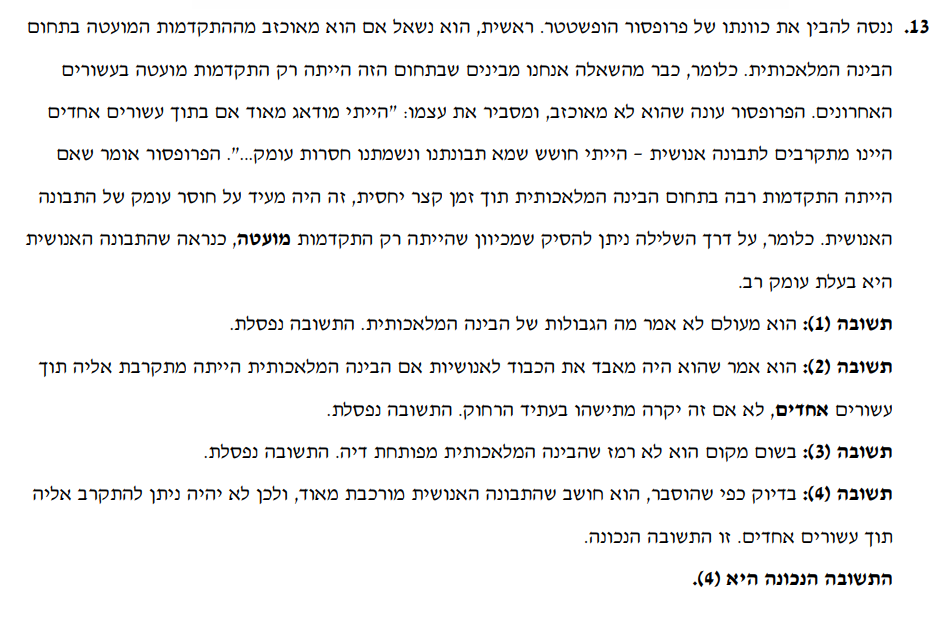 13. ננסה להבין את כוונתו של פרופסור הופשטטר. ראשית, הוא נשאל אם הוא מאוכזב מההתקדמות המועטה בתחום
הבינה המלאכותית. כלומר, כבר מהשאלה אנחנו מבינים שבתחום הזה הייתה רק התקדמות מועטה בעשורים
האחרונים. הפרופסור עונה שהוא לא מאוכזב, ומסביר את עצמו: "הייתי מודאג מאוד אם בתוך עשורים אחדים
היינו מתקרבים לתבונה אנושית – הייתי חושש שמא תבונתנו ונשמתנו חסרות עומק...". הפרופסור אומר שאם
הייתה התקדמות רבה בתחום הבינה המלאכותית תוך זמן קצר יחסית, זה היה מעיד על חוסר עומק של התבונה
האנושית. כלומר, על דרך השלילה ניתן להסיק שמכיוון שהייתה רק התקדמות מועטה, כנראה שהתבונה האנושית
היא בעלת עומק רב.
תשובה (1): הוא מעולם לא אמר מה הגבולות של הבינה המלאכותית. התשובה נפסלת.
תשובה (2): הוא אמר שהוא היה מאבד את הכבוד לאנושיות אם הבינה המלאכותית הייתה מתקרבת אליה תוך
עשורים אחדים, לא אם זה יקרה מתישהו בעתיד הרחוק. התשובה נפסלת.
תשובה (3): בשום מקום הוא לא רמז שהבינה המלאכותית מפותחת דיה. התשובה נפסלת.
תשובה (4): בדיוק כפי שהוסבר, הוא חושב שהתבונה האנושית מורכבת מאוד, ולכן לא יהיה ניתן להתקרב אליה
תוך עשורים אחדים. זו התשובה הנכונה.
התשובה הנכונה היא (4).